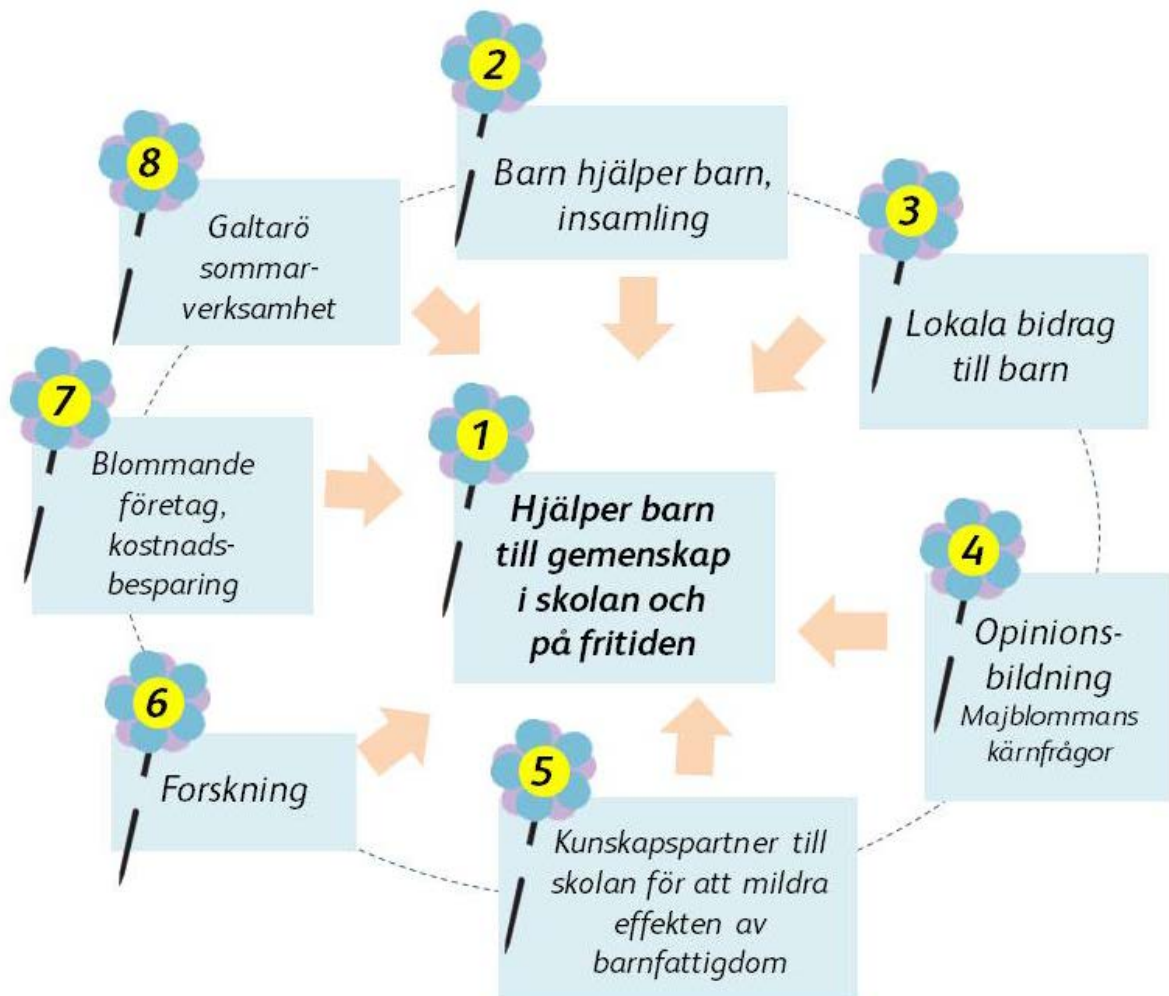 1
Hjälper barn
till gemenskap
i skolan och
på fritiden
2
Barn hjälper barn,
insamling
3
Lokala bidrag
till barn
4
Opinions-
bildning
Majblommans
kärnfrågor
5
Kunskapspartner till
skolan för att mildra
effekten av
barnfattigdom
6
Forskning
7
Blommande
företag,
kostnads-
besparing
8
Galtarö
sommar-
verksamhet